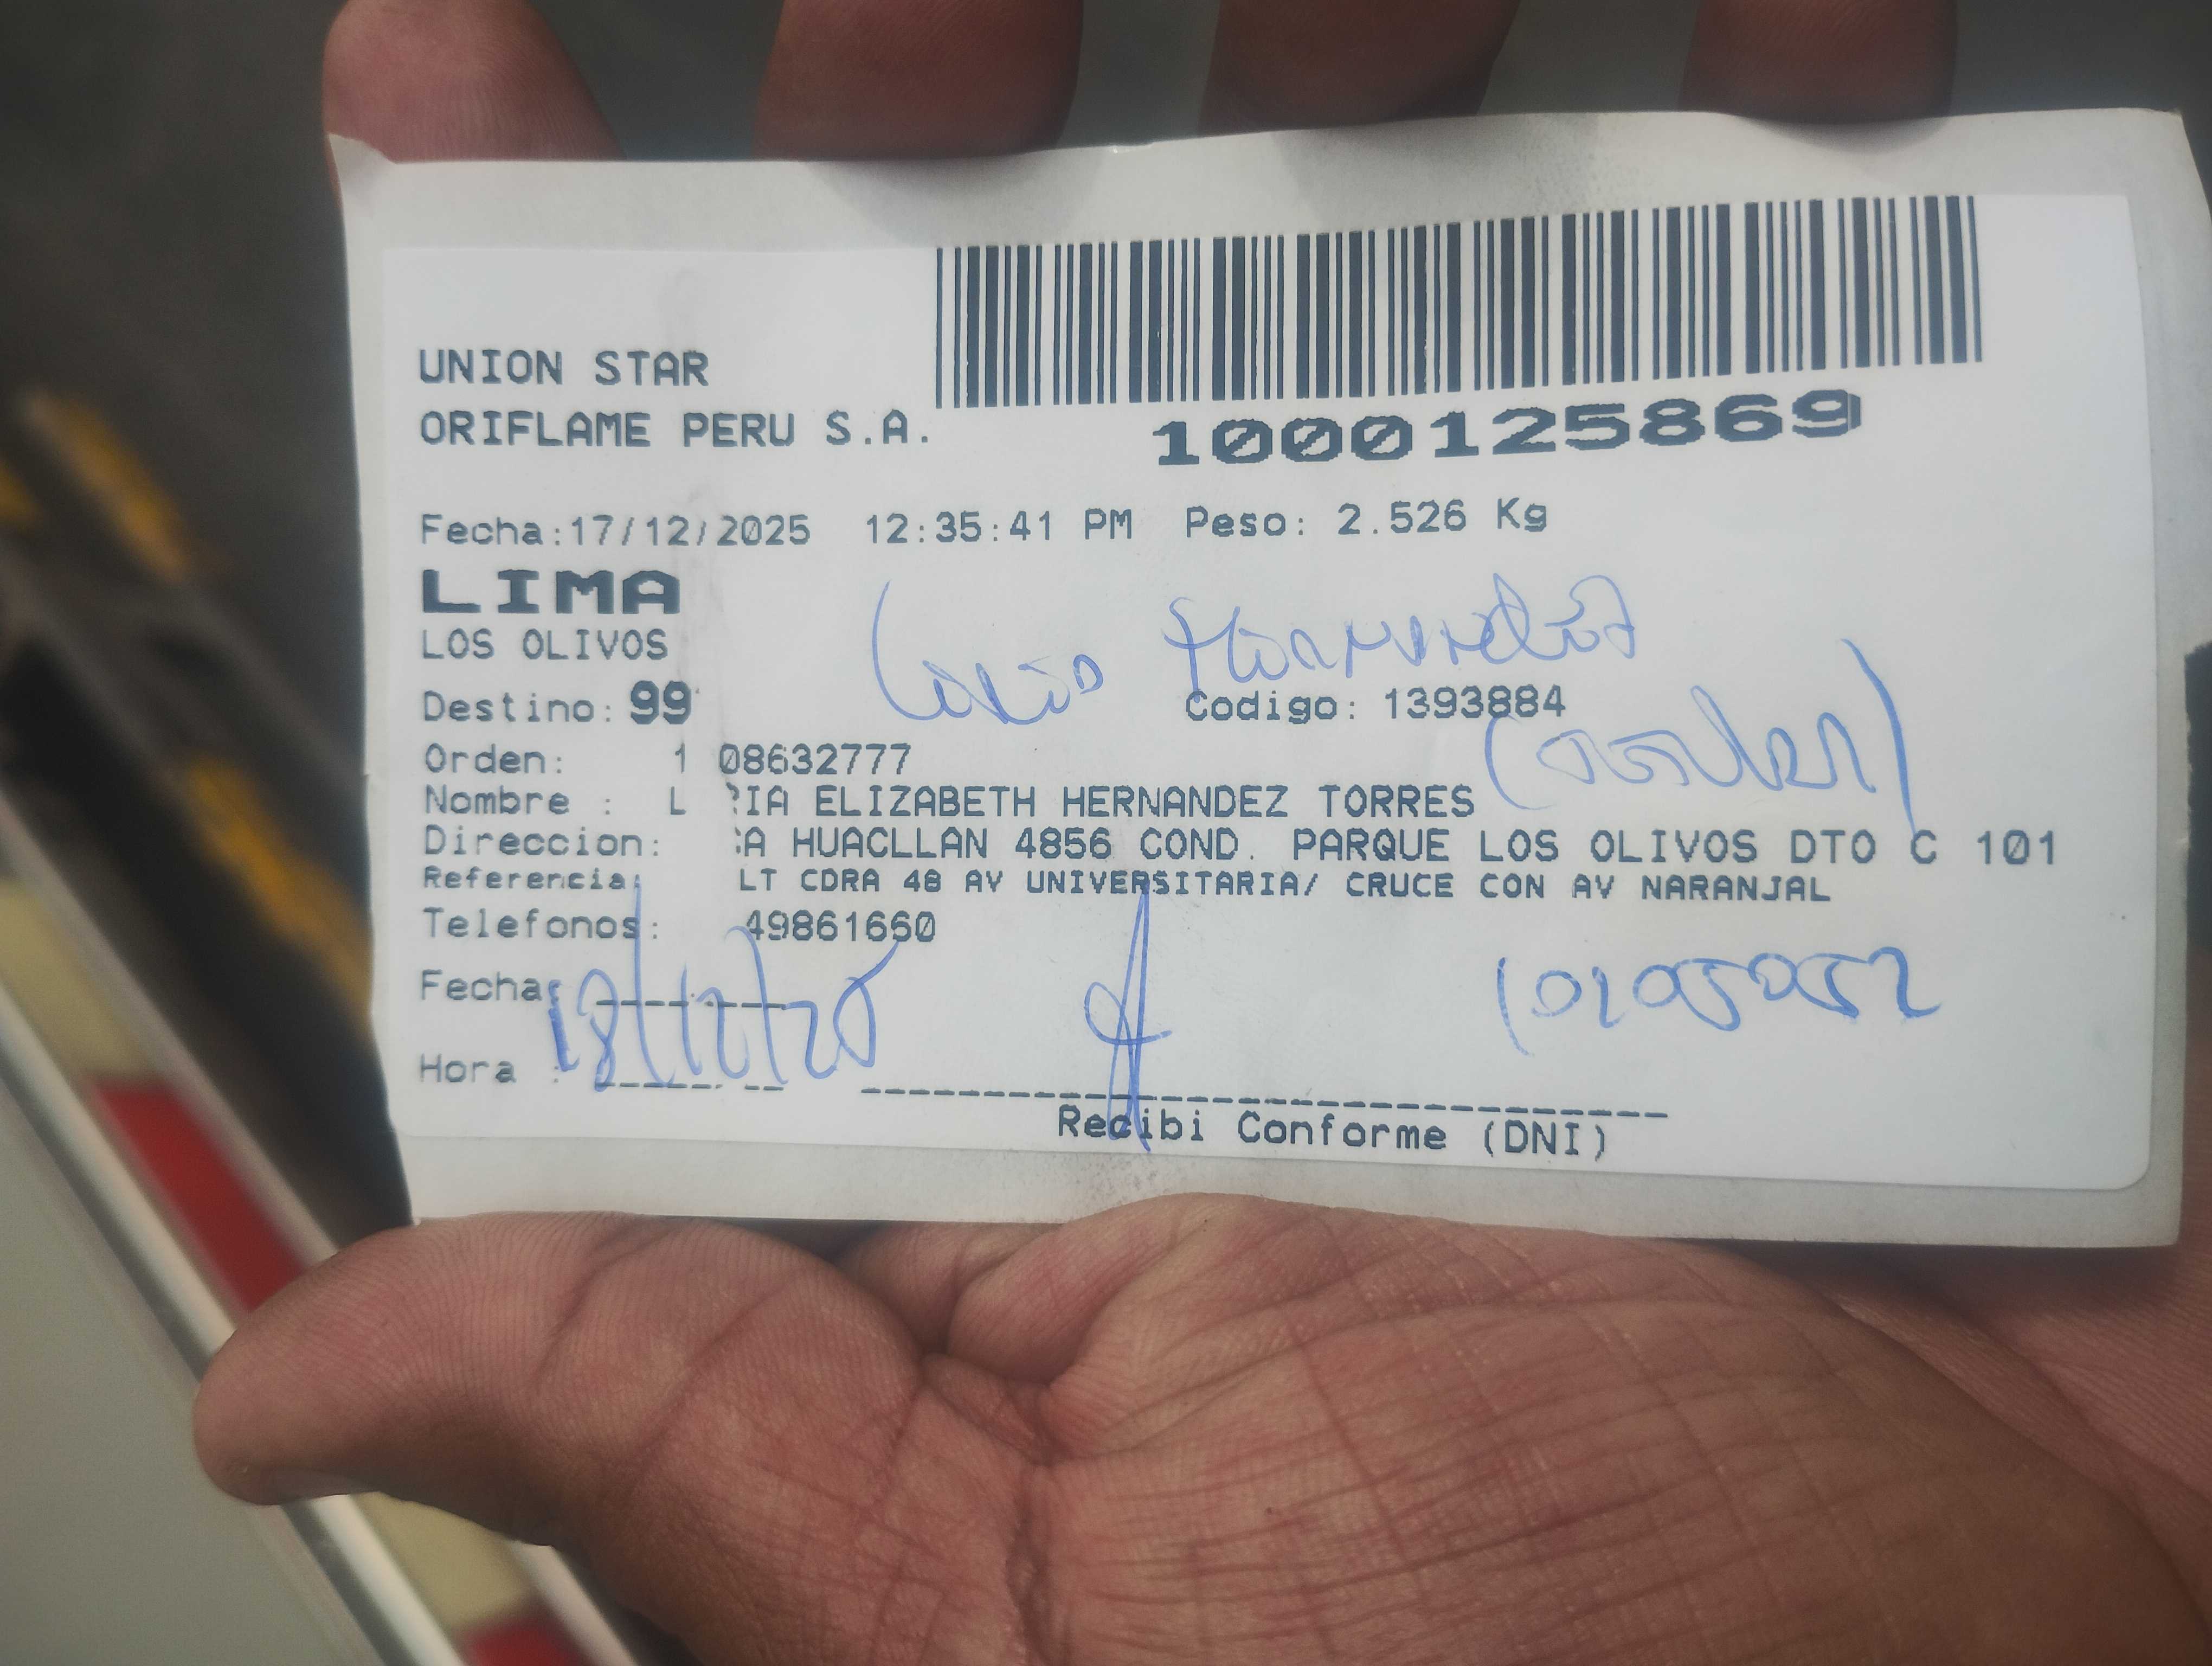 UNION STAR
ORIFLAME PERU S.A.
1000125869
Fecha:17/12/2025 12:35:41 PM Peso: 2.526 Kg
LIMA
LOS OLIVOS
Destino: 99 Codigo: 1393884
Orden: 1 08632777
Nombre : L IA ELIZABETH HERNANDEZ TORRES
Direccion: A HUACLLAN 4856 COND. PARQUE LOS OLIVOS DTO C 101
Referencia: LT CDRA 48 AV UNIVERSITARIA/ CRUCE CON AV NARANJAL
Telefonos: 49861660
Fecha: 18/12/25
Hora :
Recibi Conforme (DNI)